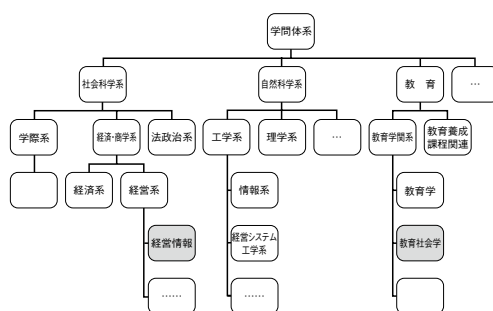 学問体系
社会科学系
自然科学系
教 育
…
学際系
経済・商学系
法政治系
工学系
理学系
…
教育学関系
教育養成
課程関連
経済系
経営系
情報系
教育学
経営情報
経営システム
工学系
教育社会学
……
……